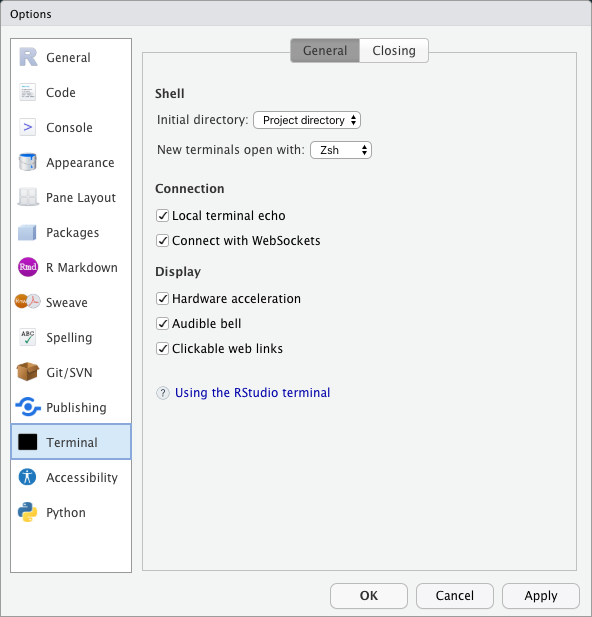 Options
General
Code
Console
Appearance
Pane Layout
Packages
Rmd R Markdown
Sweave
ABC Spelling
Git/SVN
Publishing
Terminal
Accessibility
Python
General Closing
Shell
Initial directory: Project directory
New terminals open with: Zsh
Connection
Local terminal echo
Connect with WebSockets
Display
Hardware acceleration
Audible bell
Clickable web links
? Using the RStudio terminal
OK Cancel Apply